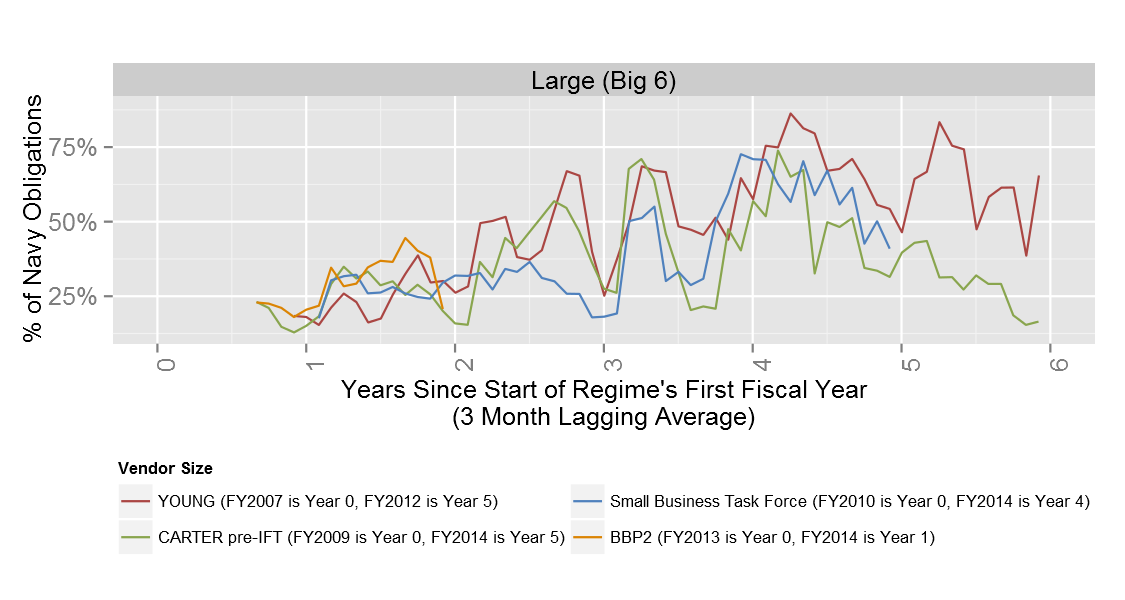 Large (Big 6)
% of Navy Obligations
75%
50%
25%
0
1
2
3
4
5
6
Years Since Start of Regime's First Fiscal Year
(3 Month Lagging Average)
Vendor Size
YOUNG (FY2007 is Year 0, FY2012 is Year 5)
Small Business Task Force (FY2010 is Year 0, FY2014 is Year 4)
CARTER pre-IFT (FY2009 is Year 0, FY2014 is Year 5)
BBP2 (FY2013 is Year 0, FY2014 is Year 1)